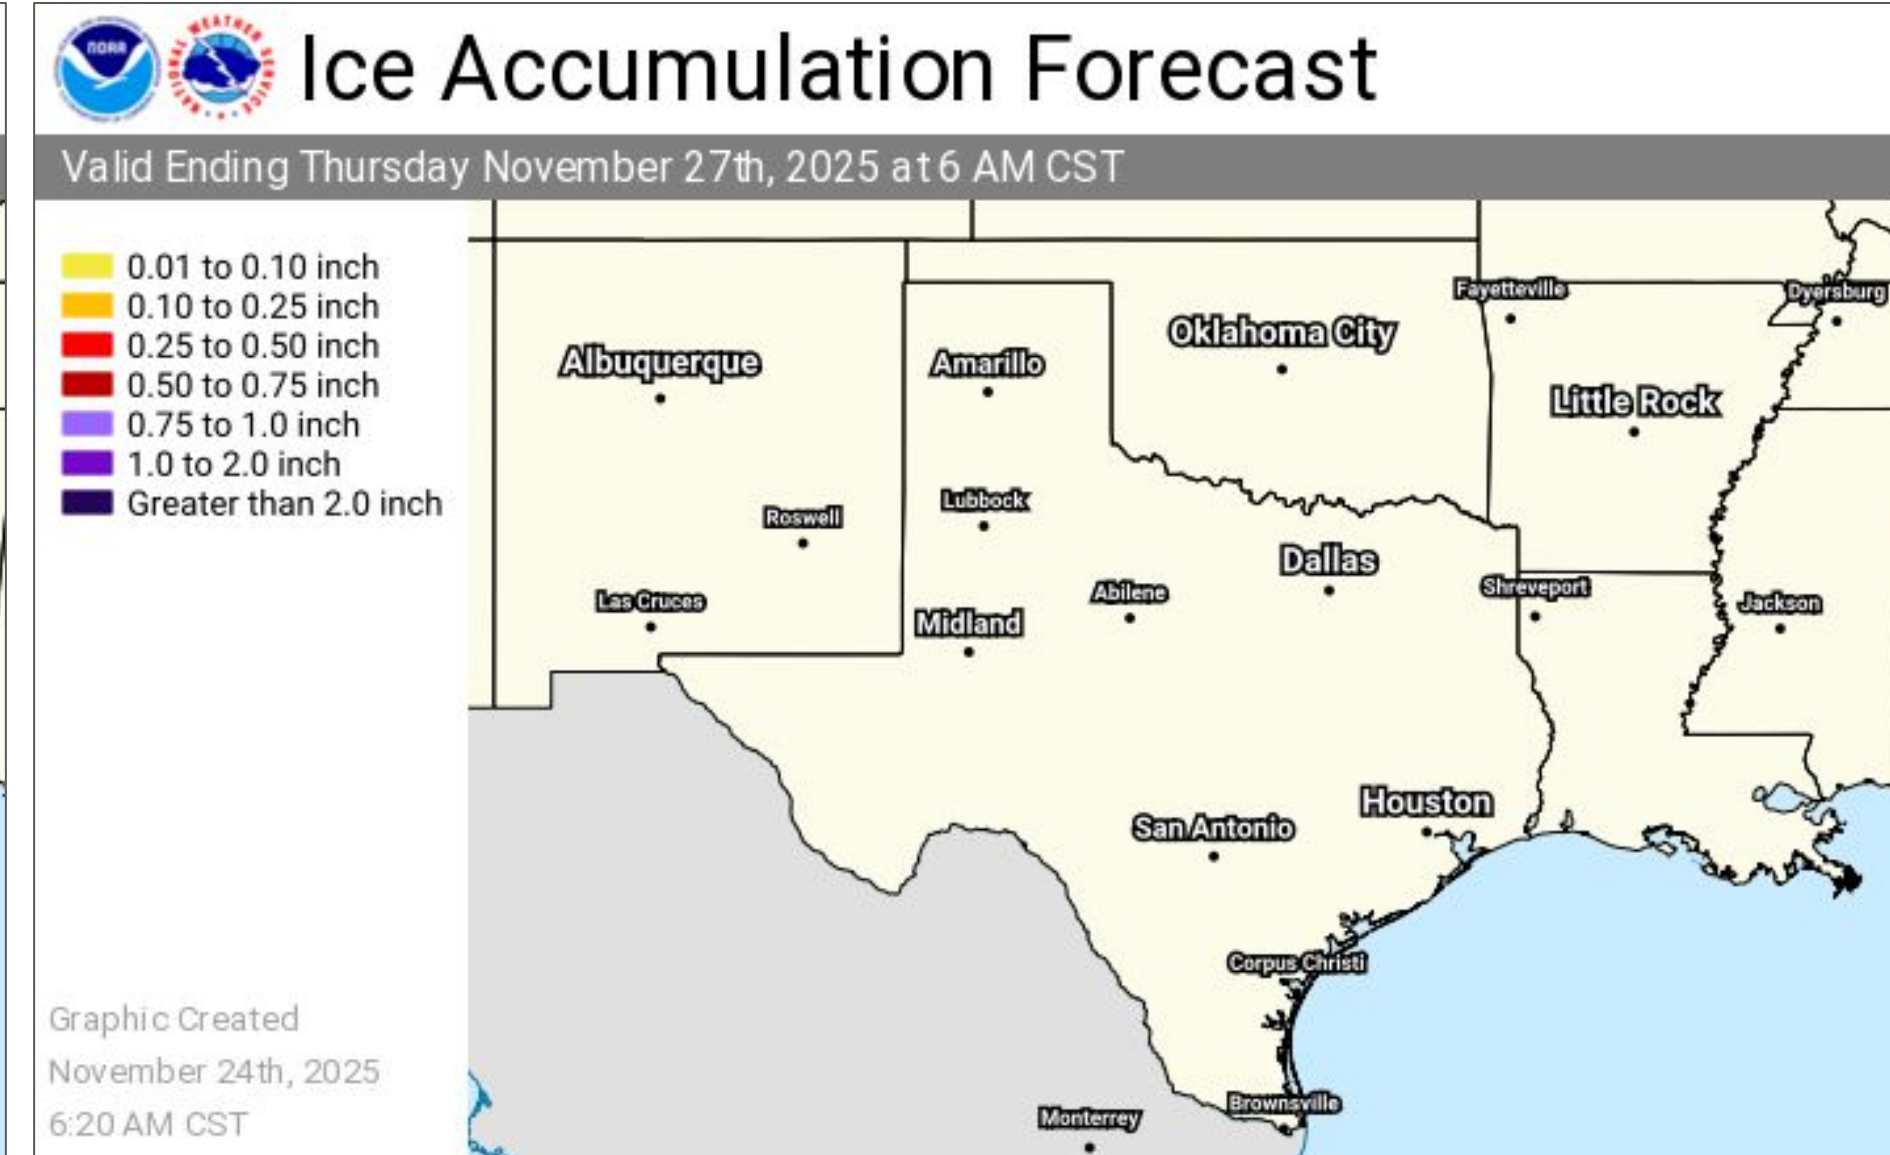 NOAA
NATIONAL WEATHER SERVICE
Ice Accumulation Forecast
Valid Ending Thursday November 27th, 2025 at 6 AM CST
0.01 to 0.10 inch
0.10 to 0.25 inch
0.25 to 0.50 inch
0.50 to 0.75 inch
0.75 to 1.0 inch
1.0 to 2.0 inch
Greater than 2.0 inch
Graphic Created
November 24th, 2025
6:20 AM CST
Fayetteville
Dyersburg
Oklahoma City
Albuquerque
Amarillo
Little Rock
Lubbock
Roswell
Dallas
Shreveport
Abilene
Las Cruces
Jackson
Midland
Houston
San Antonio
Corpus Christi
Brownsville
Monterrey